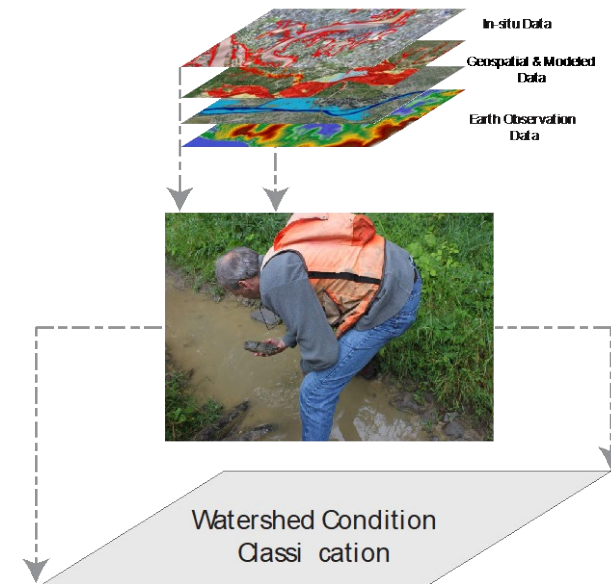 In-situ Data
Geospatial & Modeled
Data
Earth Observation
Data
Watershed Condition
Classi cation